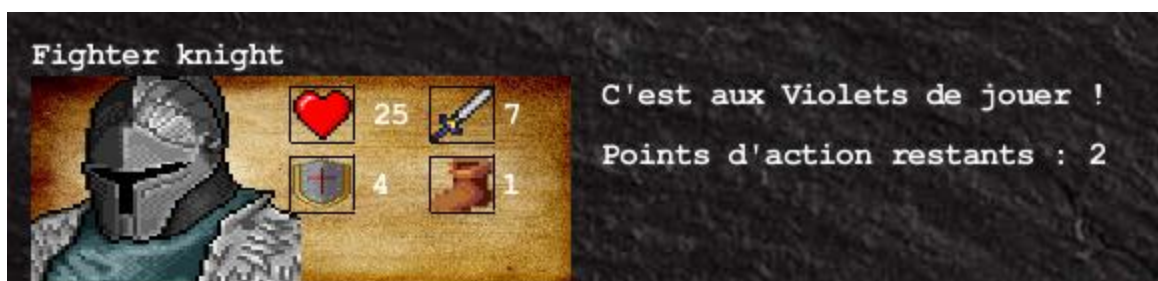 Fighter knight
25 7
4 1
C'est aux Violets de jouer !
Points d'action restants : 2